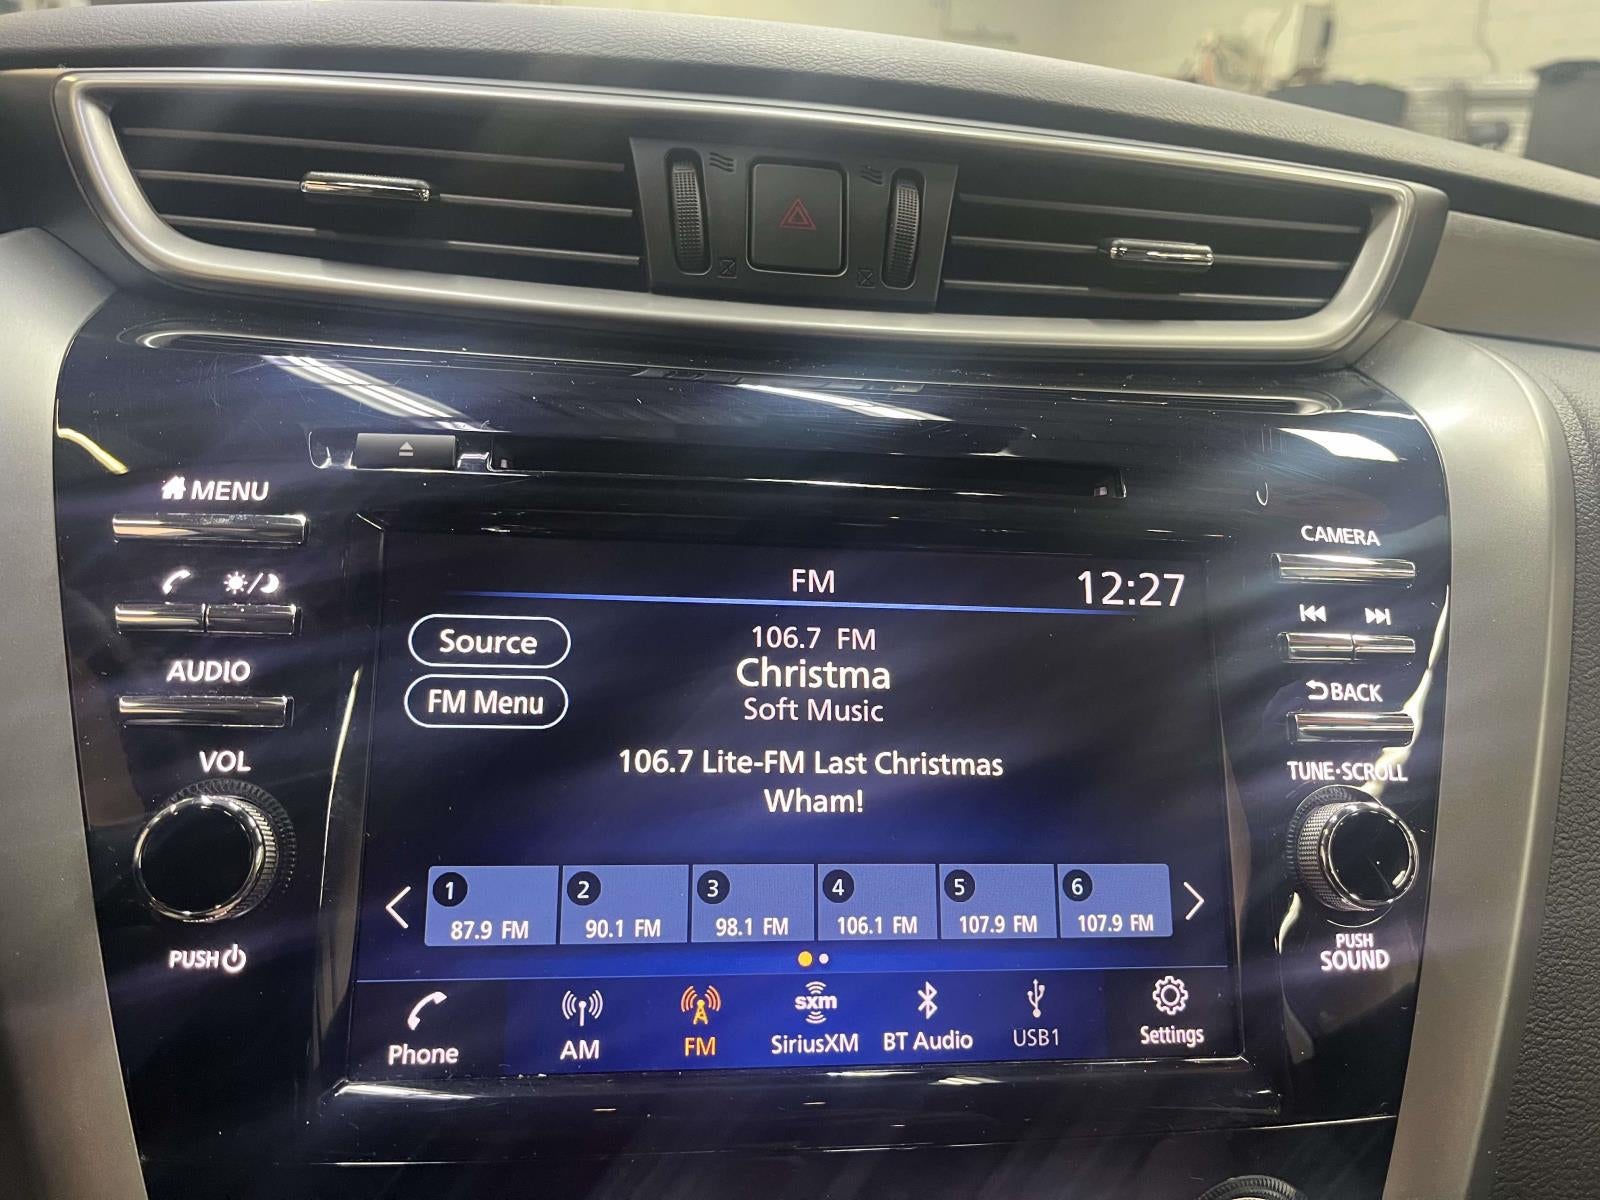 MENU
AUDIO
VOL
PUSH
CAMERA
BACK
TUNE·SCROLL
PUSH
SOUND
FM
12:27
Source
FM Menu
106.7 FM
Christma
Soft Music
106.7 Lite-FM Last Christmas
Wham!
1 2 3 4 5 6
87.9 FM 90.1 FM 98.1 FM 106.1 FM 107.9 FM 107.9 FM
sxm
Phone AM FM SiriusXM BT Audio USB1 Settings